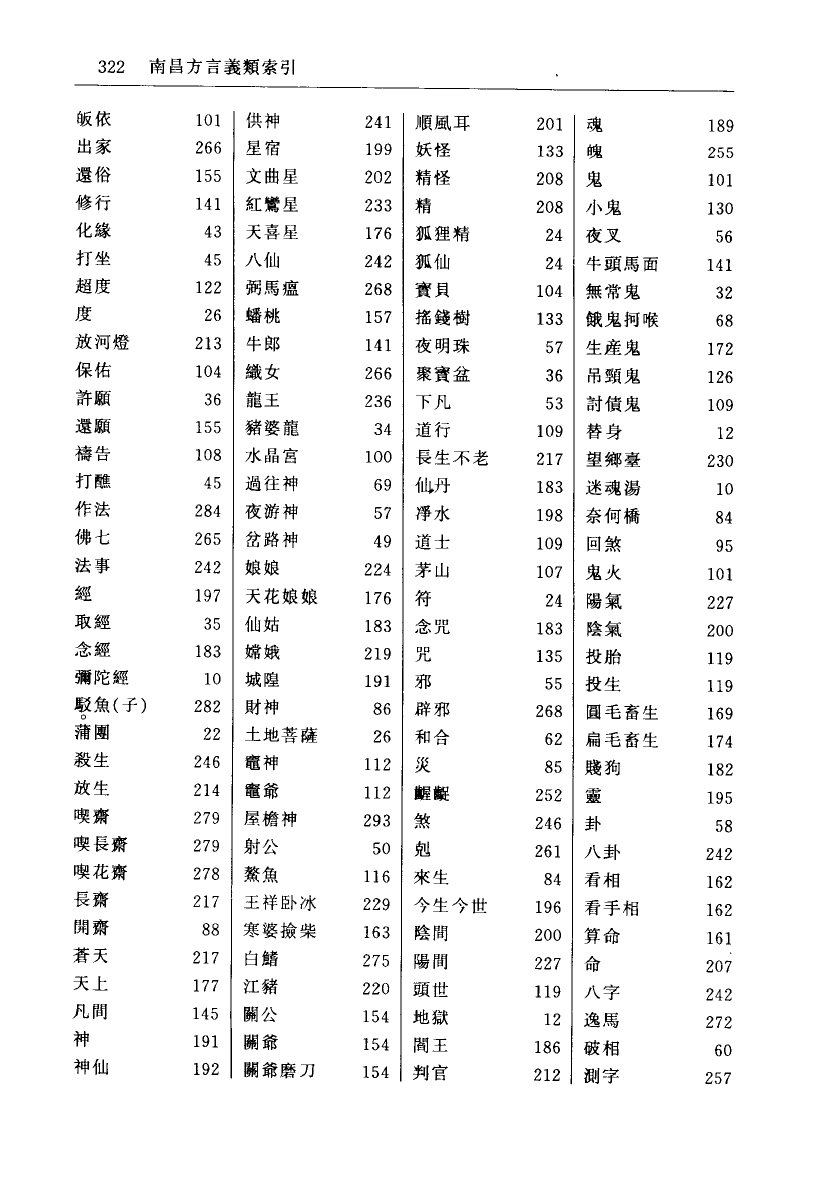 322 南昌方言義類索引
皈依 101
出家 266
還俗 155
修行 141
化緣 43
打坐 45
超度 122
度 26
放河燈 213
保佑 104
許願 36
還願 155
禱告 108
打醮 45
作法 284
佛七 265
法事 242
經 197
取經 35
念經 183
彌陀經 10
駁魚(子) 282
蒲團 22
殺生 246
放生 214
喫齋 279
喫長齋 279
喫花齋 278
長齋 217
開齋 88
蒼天 217
天上 177
凡間 145
神 191
神仙 192
供神 241
星宿 199
文曲星 202
紅鸞星 233
天喜星 176
八仙 242
弼馬瘟 268
蟠桃 157
牛郎 141
織女 266
龍王 236
豬婆龍 34
水晶宮 100
過往神 69
夜游神 57
岔路神 49
娘娘 224
天花娘娘 176
仙姑 183
嫦娥 219
城隍 191
財神 86
土地菩薩 26
竈神 112
竈爺 112
屋檐神 293
射公 50
鰲魚 116
王祥卧冰 229
寒婆撿柴 163
白鰭 275
江豬 220
關公 154
關爺 154
關爺磨刀 154
順風耳 201
妖怪 133
精怪 208
精 208
狐狸精 24
狐仙 24
寶貝 104
搖錢樹 133
夜明珠 57
聚寶盆 36
下凡 53
道行 109
長生不老 217
仙丹 183
凈水 198
道士 109
茅山 107
符 24
念咒 183
咒 135
邪 55
辟邪 268
和合 62
災 85
齷齪 252
煞 246
剋 261
來生 84
今生今世 196
陰間 200
陽間 227
頭世 119
地獄 12
閻王 186
判官 212
魂 189
魄 255
鬼 101
小鬼 130
夜叉 56
牛頭馬面 141
無常鬼 32
餓鬼抲喉 68
生產鬼 172
吊頸鬼 126
討債鬼 109
替身 12
望鄉臺 230
迷魂湯 10
奈何橋 84
回煞 95
鬼火 101
陽氣 227
陰氣 200
投胎 119
投生 119
圓毛畜生 169
扁毛畜生 174
賤狗 182
靈 195
卦 58
八卦 242
看相 162
看手相 162
算命 161
命 207
八字 242
逸馬 272
破相 60
測字 257